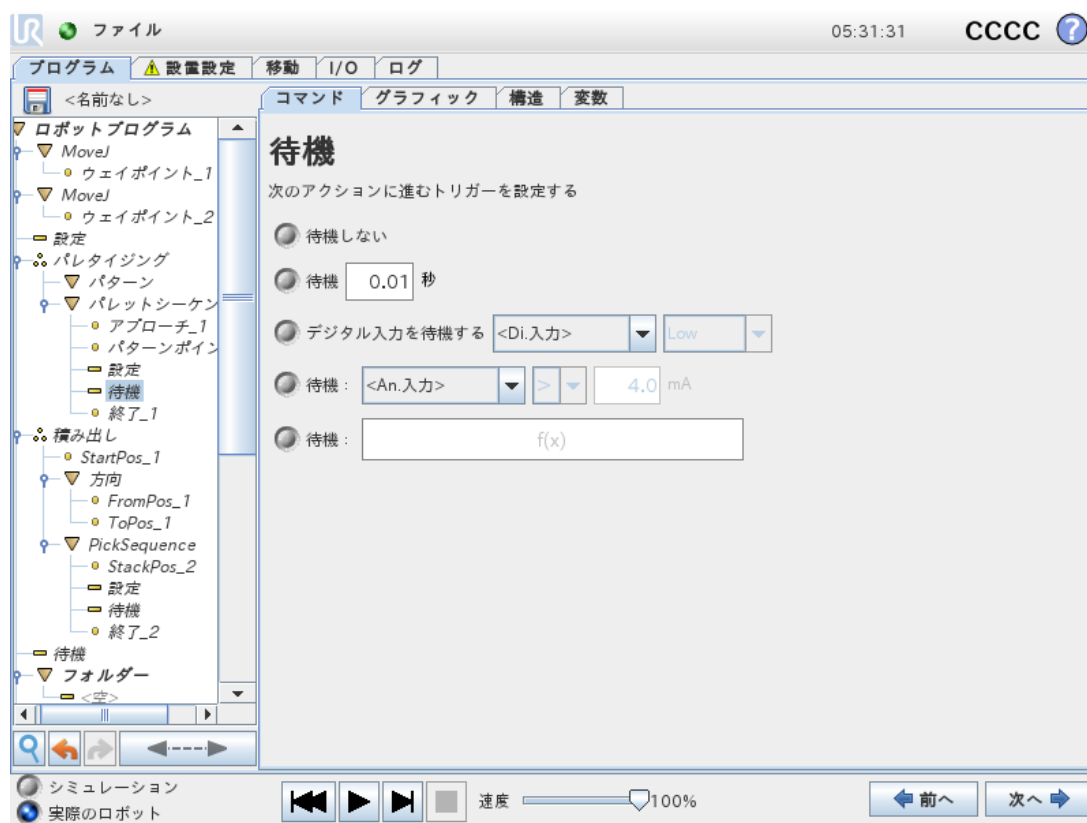 UR ファイル 05:31:31 CCCC ?
プログラム 設置設定 移動 I/O ログ
<名前なし>
コマンド グラフィック 構造 変数
ロボットプログラム
MoveJ
ウェイポイント_1
MoveJ
ウェイポイント_2
設定
パレタイジング
パターン
パレットシーケン
アプローチ_1
パターンポイン
設定
待機
終了_1
積み出し
StartPos_1
方向
FromPos_1
ToPos_1
PickSequence
StackPos_2
設定
待機
終了_2
待機
フォルダー
<空>
待機
次のアクションに進むトリガーを設定する
待機しない
待機 0.01 秒
デジタル入力を待機する <Di.入力> Low
待機 : <An.入力> > 4.0 mA
待機 : f(x)
シミュレーション
実際のロボット
速度 100%
前へ 次へ